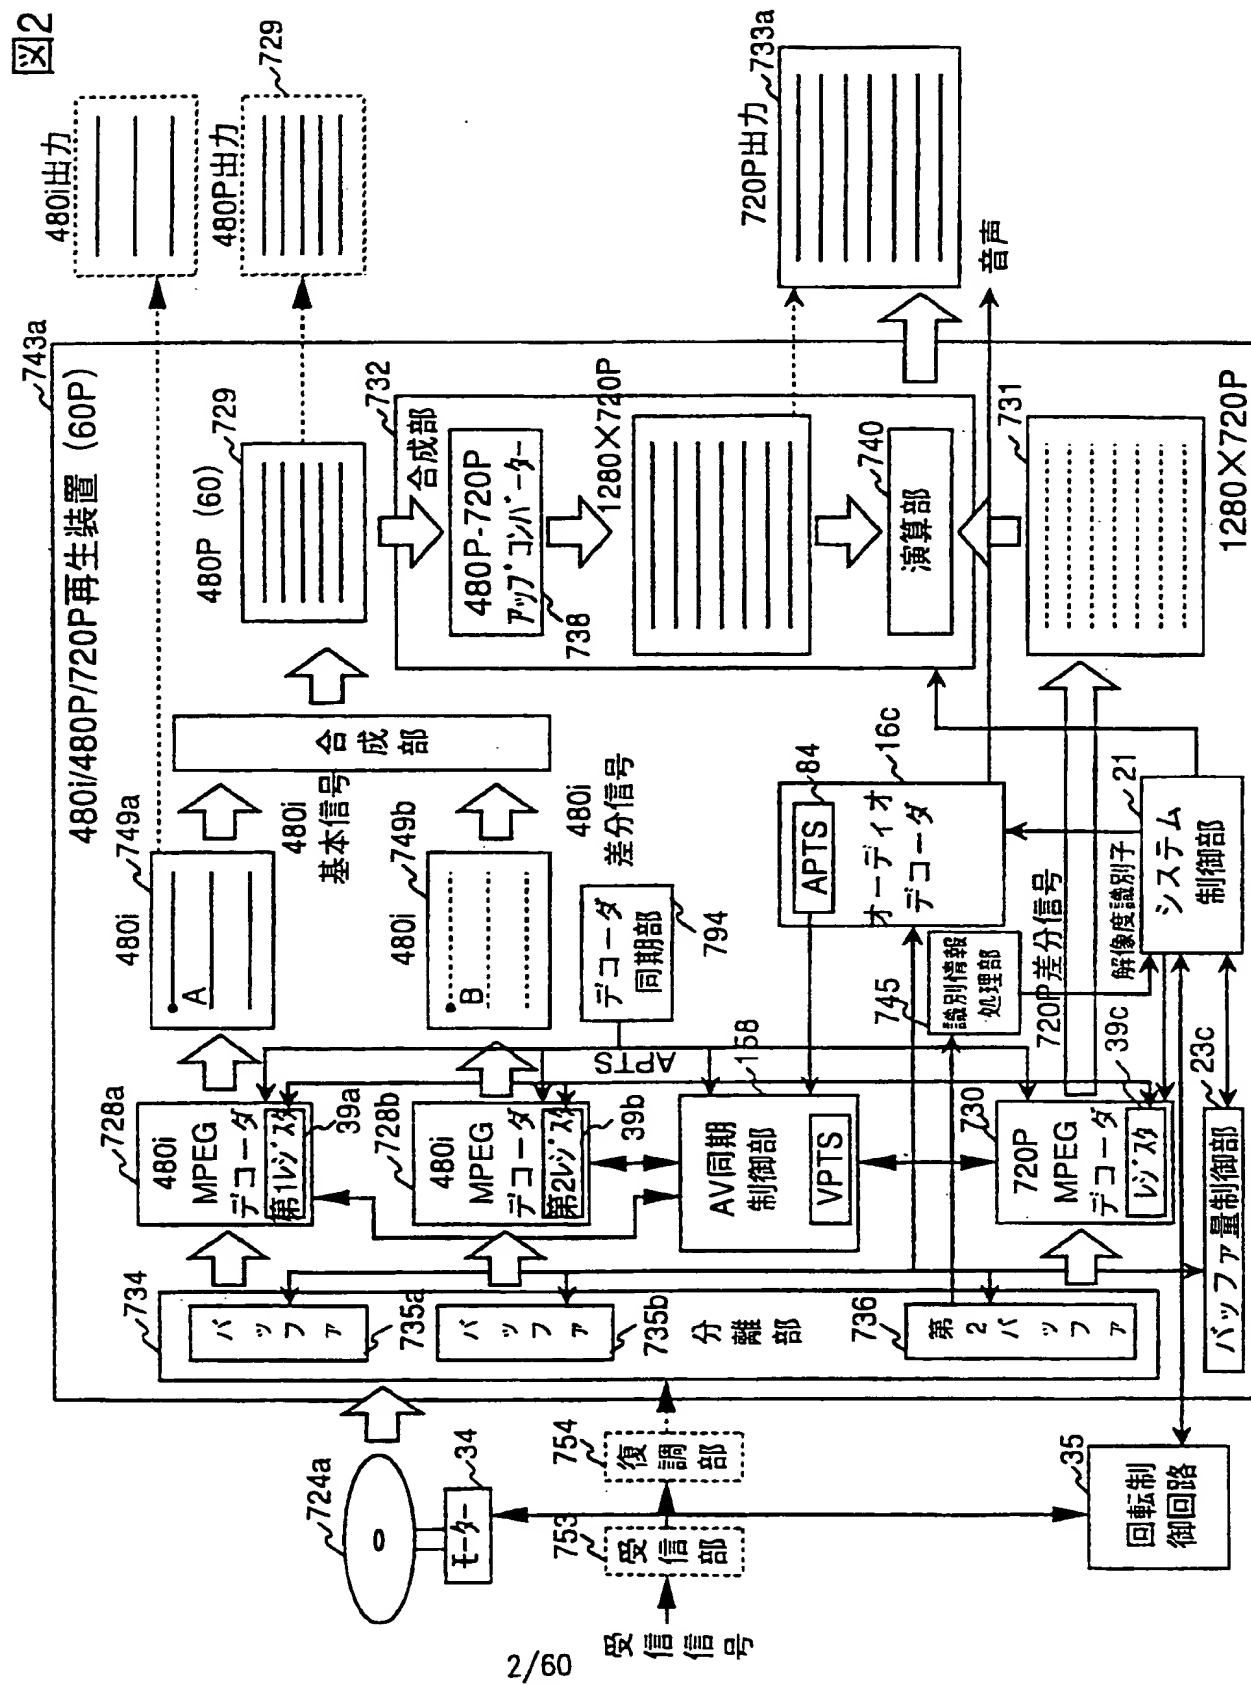 図2
743a
480i/480P/720P再生装置 (60P)
480i出力
480P出力
729
720P出力
733a
音声
724a
モーター
34
受信信号
753
受信部
754
復調部
回転制
御回路
35
734
バッファ
735a
バッファ
735b
分離部
736
第2バッファ
バッファ量制御部
23c
728a
480i
MPEG
デコーダ
第1レジスタ
39a
728b
480i
MPEG
デコーダ
第2レジスタ
39b
AV同期
制御部
VPTS
158
APTS
730
720P
MPEG
デコーダ
レジスタ
39c
480i
749a
A
480i
基本信号
480i
749b
B
480i
差分信号
デコーダ
同期部
794
APTS
84
オーディオ
デコーダ
16c
745
識別情報
処理部
720P差分信号
解像度識別子
システム
制御部
21
合成部
480P (60)
729
732
合成部
480P-720P
アップコンバーター
738
1280×720P
演算部
740
731
1280×720P
2/60